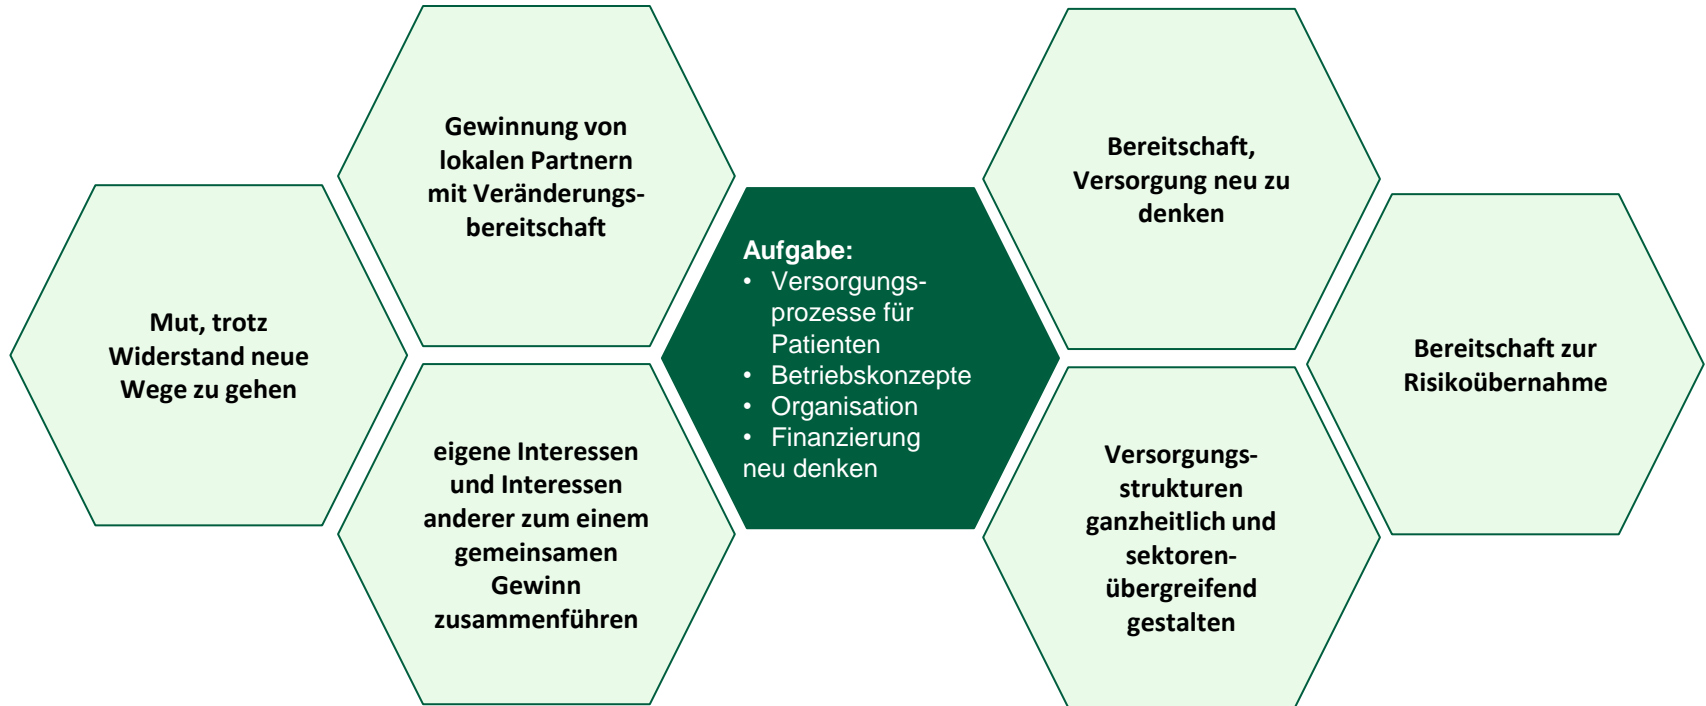 Mut, trotz
Widerstand neue
Wege zu gehen
Gewinnung von
lokalen Partnern
mit Veränderungs-
bereitschaft
eigene Interessen
und Interessen
anderer zum einem
gemeinsamen
Gewinn
zusammenführen
Aufgabe:
• Versorgungs-
prozesse für
Patienten
• Betriebskonzepte
• Organisation
• Finanzierung
neu denken
Bereitschaft,
Versorgung neu zu
denken
Versorgungs-
strukturen
ganzheitlich und
sektoren-
übergreifend
gestalten
Bereitschaft zur
Risikoübernahme